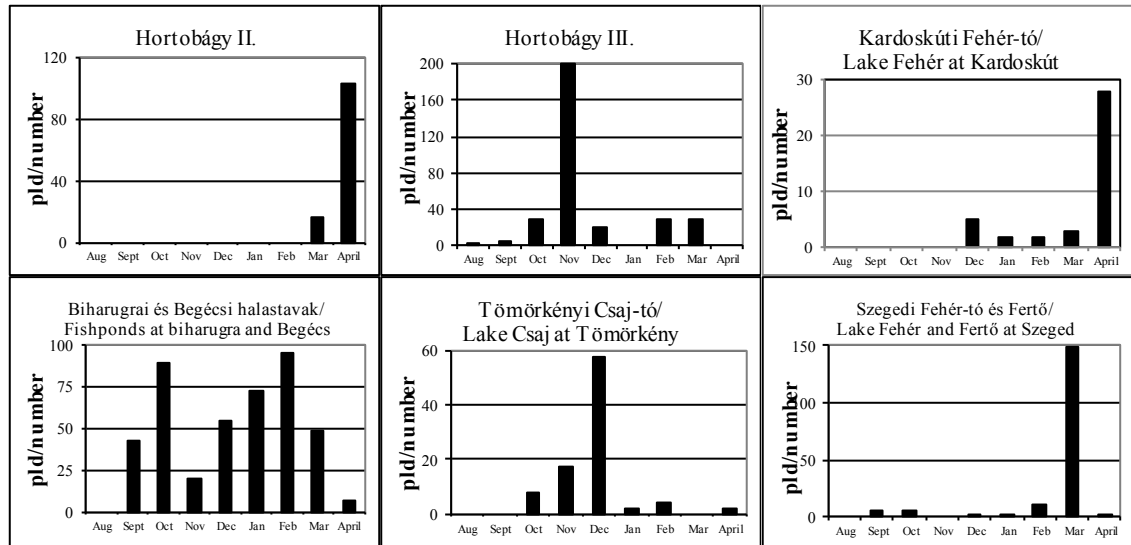 Hortobágy II.
pld/number
120
80
40
0
Aug Sept Oct Nov Dec Jan Feb Mar April
Hortobágy III.
pld/number
200
160
120
80
40
0
Aug Sept Oct Nov Dec Jan Feb Mar April
Kardoskúti Fehér-tó/
Lake Fehér at Kardoskút
pld/number
30
20
10
0
Aug Sept Oct Nov Dec Jan Feb Mar April
Biharugrai és Begécsi halastavak/
Fishponds at biharugra and Begécs
pld/number
100
75
50
25
0
Aug Sept Oct Nov Dec Jan Feb Mar April
Tömörkényi Csaj-tó/
Lake Csaj at Tömörkény
pld/number
60
40
20
0
Aug Sept Oct Nov Dec Jan Feb Mar April
Szegedi Fehér-tó és Fertő/
Lake Fehér and Fertő at Szeged
pld/number
150
100
50
0
Aug Sept Oct Nov Dec Jan Feb Mar April